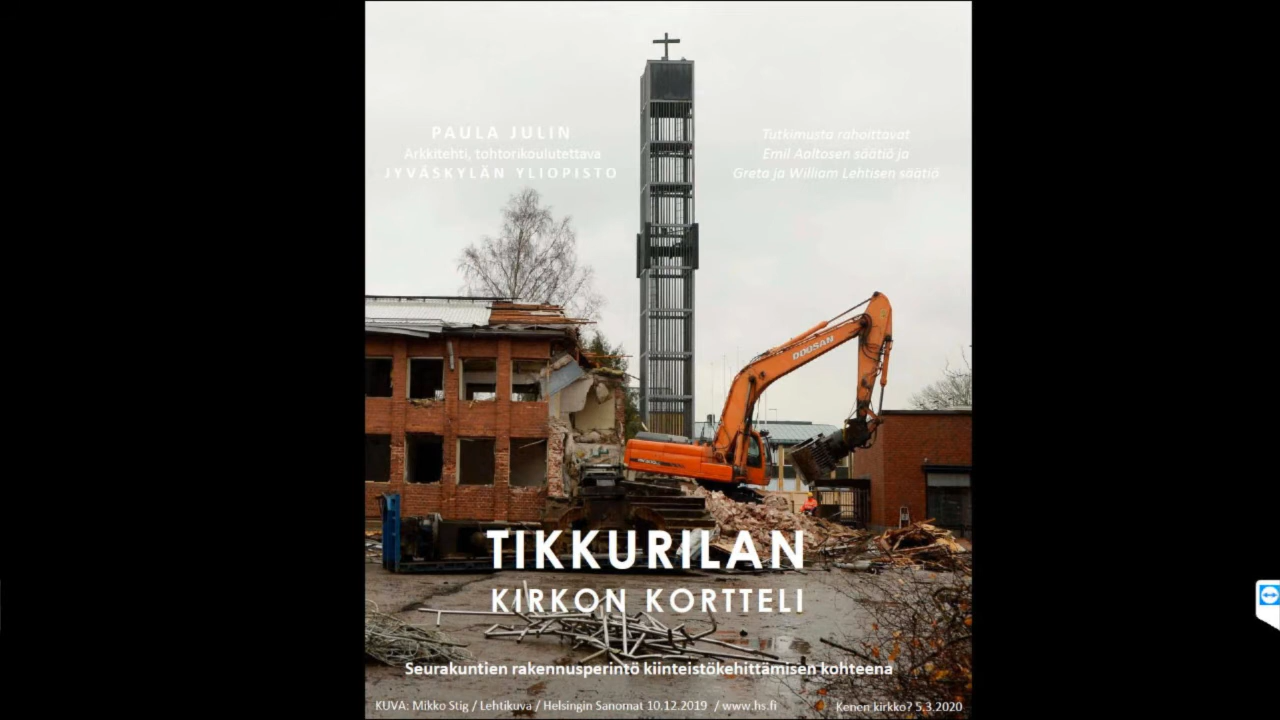 PAULA JULIN
Arkkitehti, tohtorikoulutettava
JYVÄSKYLÄN YLIOPISTO
Tutkimusta rahoittavat
Emil Aaltosen säätiö ja
Greta ja William Lehtisen säätiö
DOOSAN
TIKKURILAN
KIRKON KORTTELI
Seurakuntien rakennusperintö kiinteistökehittämisen kohteena
KUVA: Mikko Stig / Lehtikuva / Helsingin Sanomat 10.12.2019 / www.hs.fi
Kenen kirkko? 5.3.2020